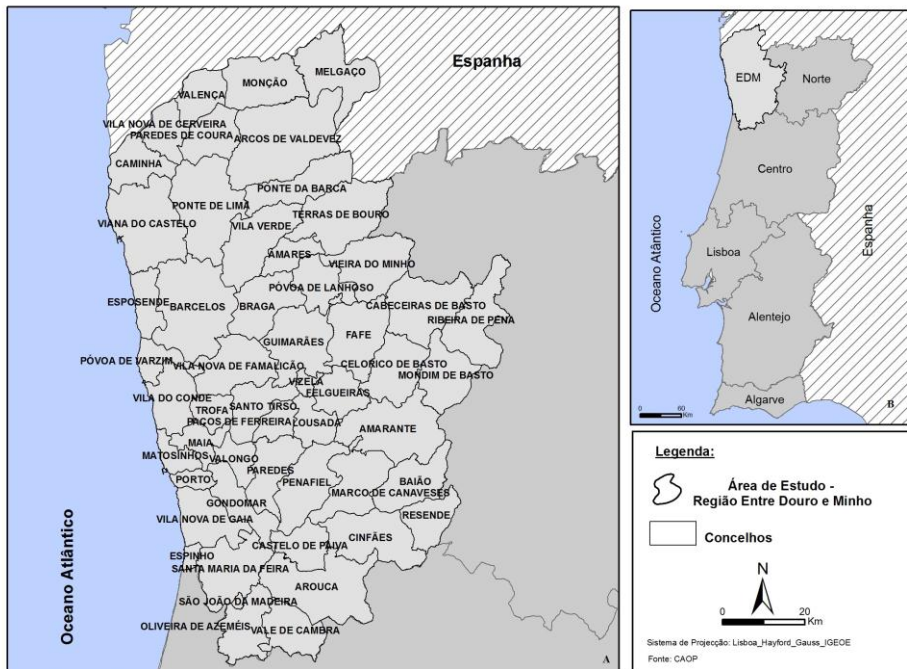 Espanha
MELGAÇO
MONÇÃO
VALENÇA
VILA NOVA DE CERVEIRA
PAREDES DE COURA
ARCOS DE VALDEVEZ
CAMINHA
PONTE DA BARCA
PONTE DE LIMA
TERRAS DE BOURO
VIANA DO CASTELO
VILA VERDE
AMARES
VIEIRA DO MINHO
PÓVOA DE LANHOSO
ESPOSENDE
BARCELOS
BRAGA
CABECEIRAS DE BASTO
RIBEIRA DE PENA
FAFE
GUIMARÃES
PÓVOA DE VARZIM
VILA NOVA DE FAMALICÃO
CELORICO DE BASTO
MONDIM DE BASTO
VIZELA
FELGUEIRAS
VILA DO CONDE
TROFA
SANTO TIRSO
PAÇOS DE FERREIRA
LOUSADA
AMARANTE
MAIA
MATOSINHOS
VALONGO
PAREDES
PORTO
PENAFIEL
BAIÃO
MARCO DE CANAVESES
GONDOMAR
RESENDE
VILA NOVA DE GAIA
CINFÃES
CASTELO DE PAIVA
ESPINHO
SANTA MARIA DA FEIRA
AROUCA
SÃO JOÃO DA MADEIRA
OLIVEIRA DE AZEMÉIS
VALE DE CAMBRA
Oceano Atlântico
A
EDM
Norte
Centro
Lisboa
Alentejo
Algarve
Oceano Atlântico
Espanha
0 60
Km
B
Legenda:
Área de Estudo -
Região Entre Douro e Minho
Concelhos
N
0 20
Km
Sistema de Projecção: Lisboa_Hayford_Gauss_IGEOE
Fonte: CAOP